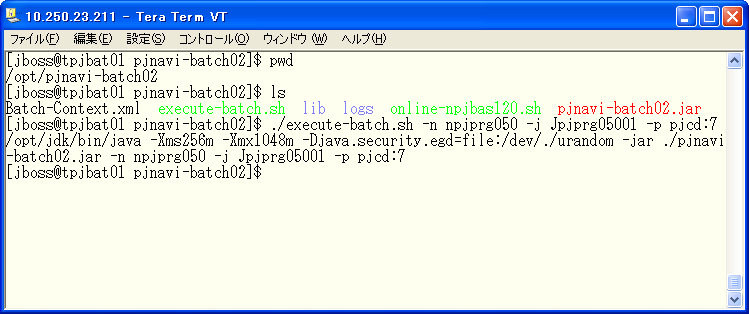 10.250.23.211 - Tera Term VT
ファイル(F) 編集(E) 設定(S) コントロール(O) ウィンドウ(W) ヘルプ(H)
[jboss@tpjbat01 pjnavi-batch02]$ pwd
/opt/pjnavi-batch02
[jboss@tpjbat01 pjnavi-batch02]$ ls
Batch-Context.xml execute-batch.sh lib logs online-npjbas120.sh pjnavi-batch02.jar
[jboss@tpjbat01 pjnavi-batch02]$ ./execute-batch.sh -n npjprg050 -j Jpjprg05001 -p pjcd:7
/opt/jdk/bin/java -Xms256m -Xmx1048m -Djava.security.egd=file:/dev/./urandom -jar ./pjnavi
-batch02.jar -n npjprg050 -j Jpjprg05001 -p pjcd:7
[jboss@tpjbat01 pjnavi-batch02]$